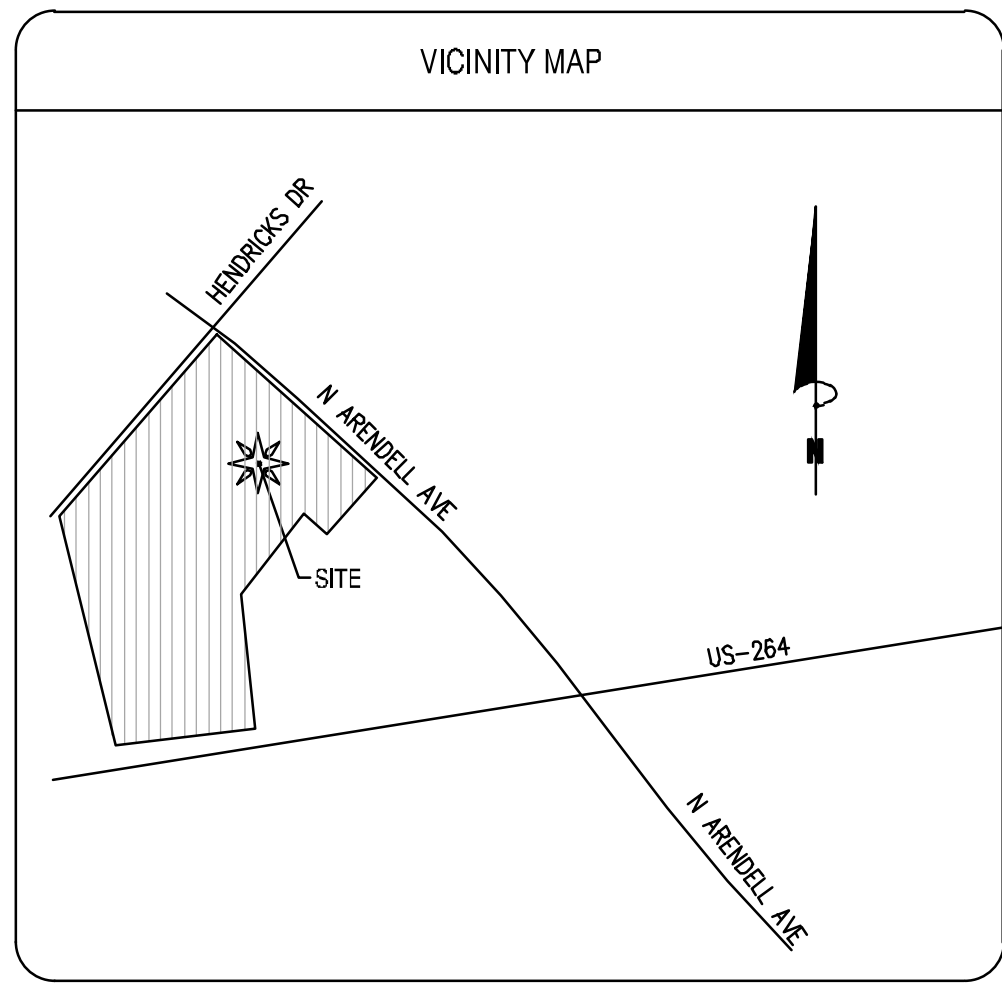 VICINITY MAP
HENDRICKS DR
N ARENDELL AVE
N
SITE
US-264
N ARENDELL AVE